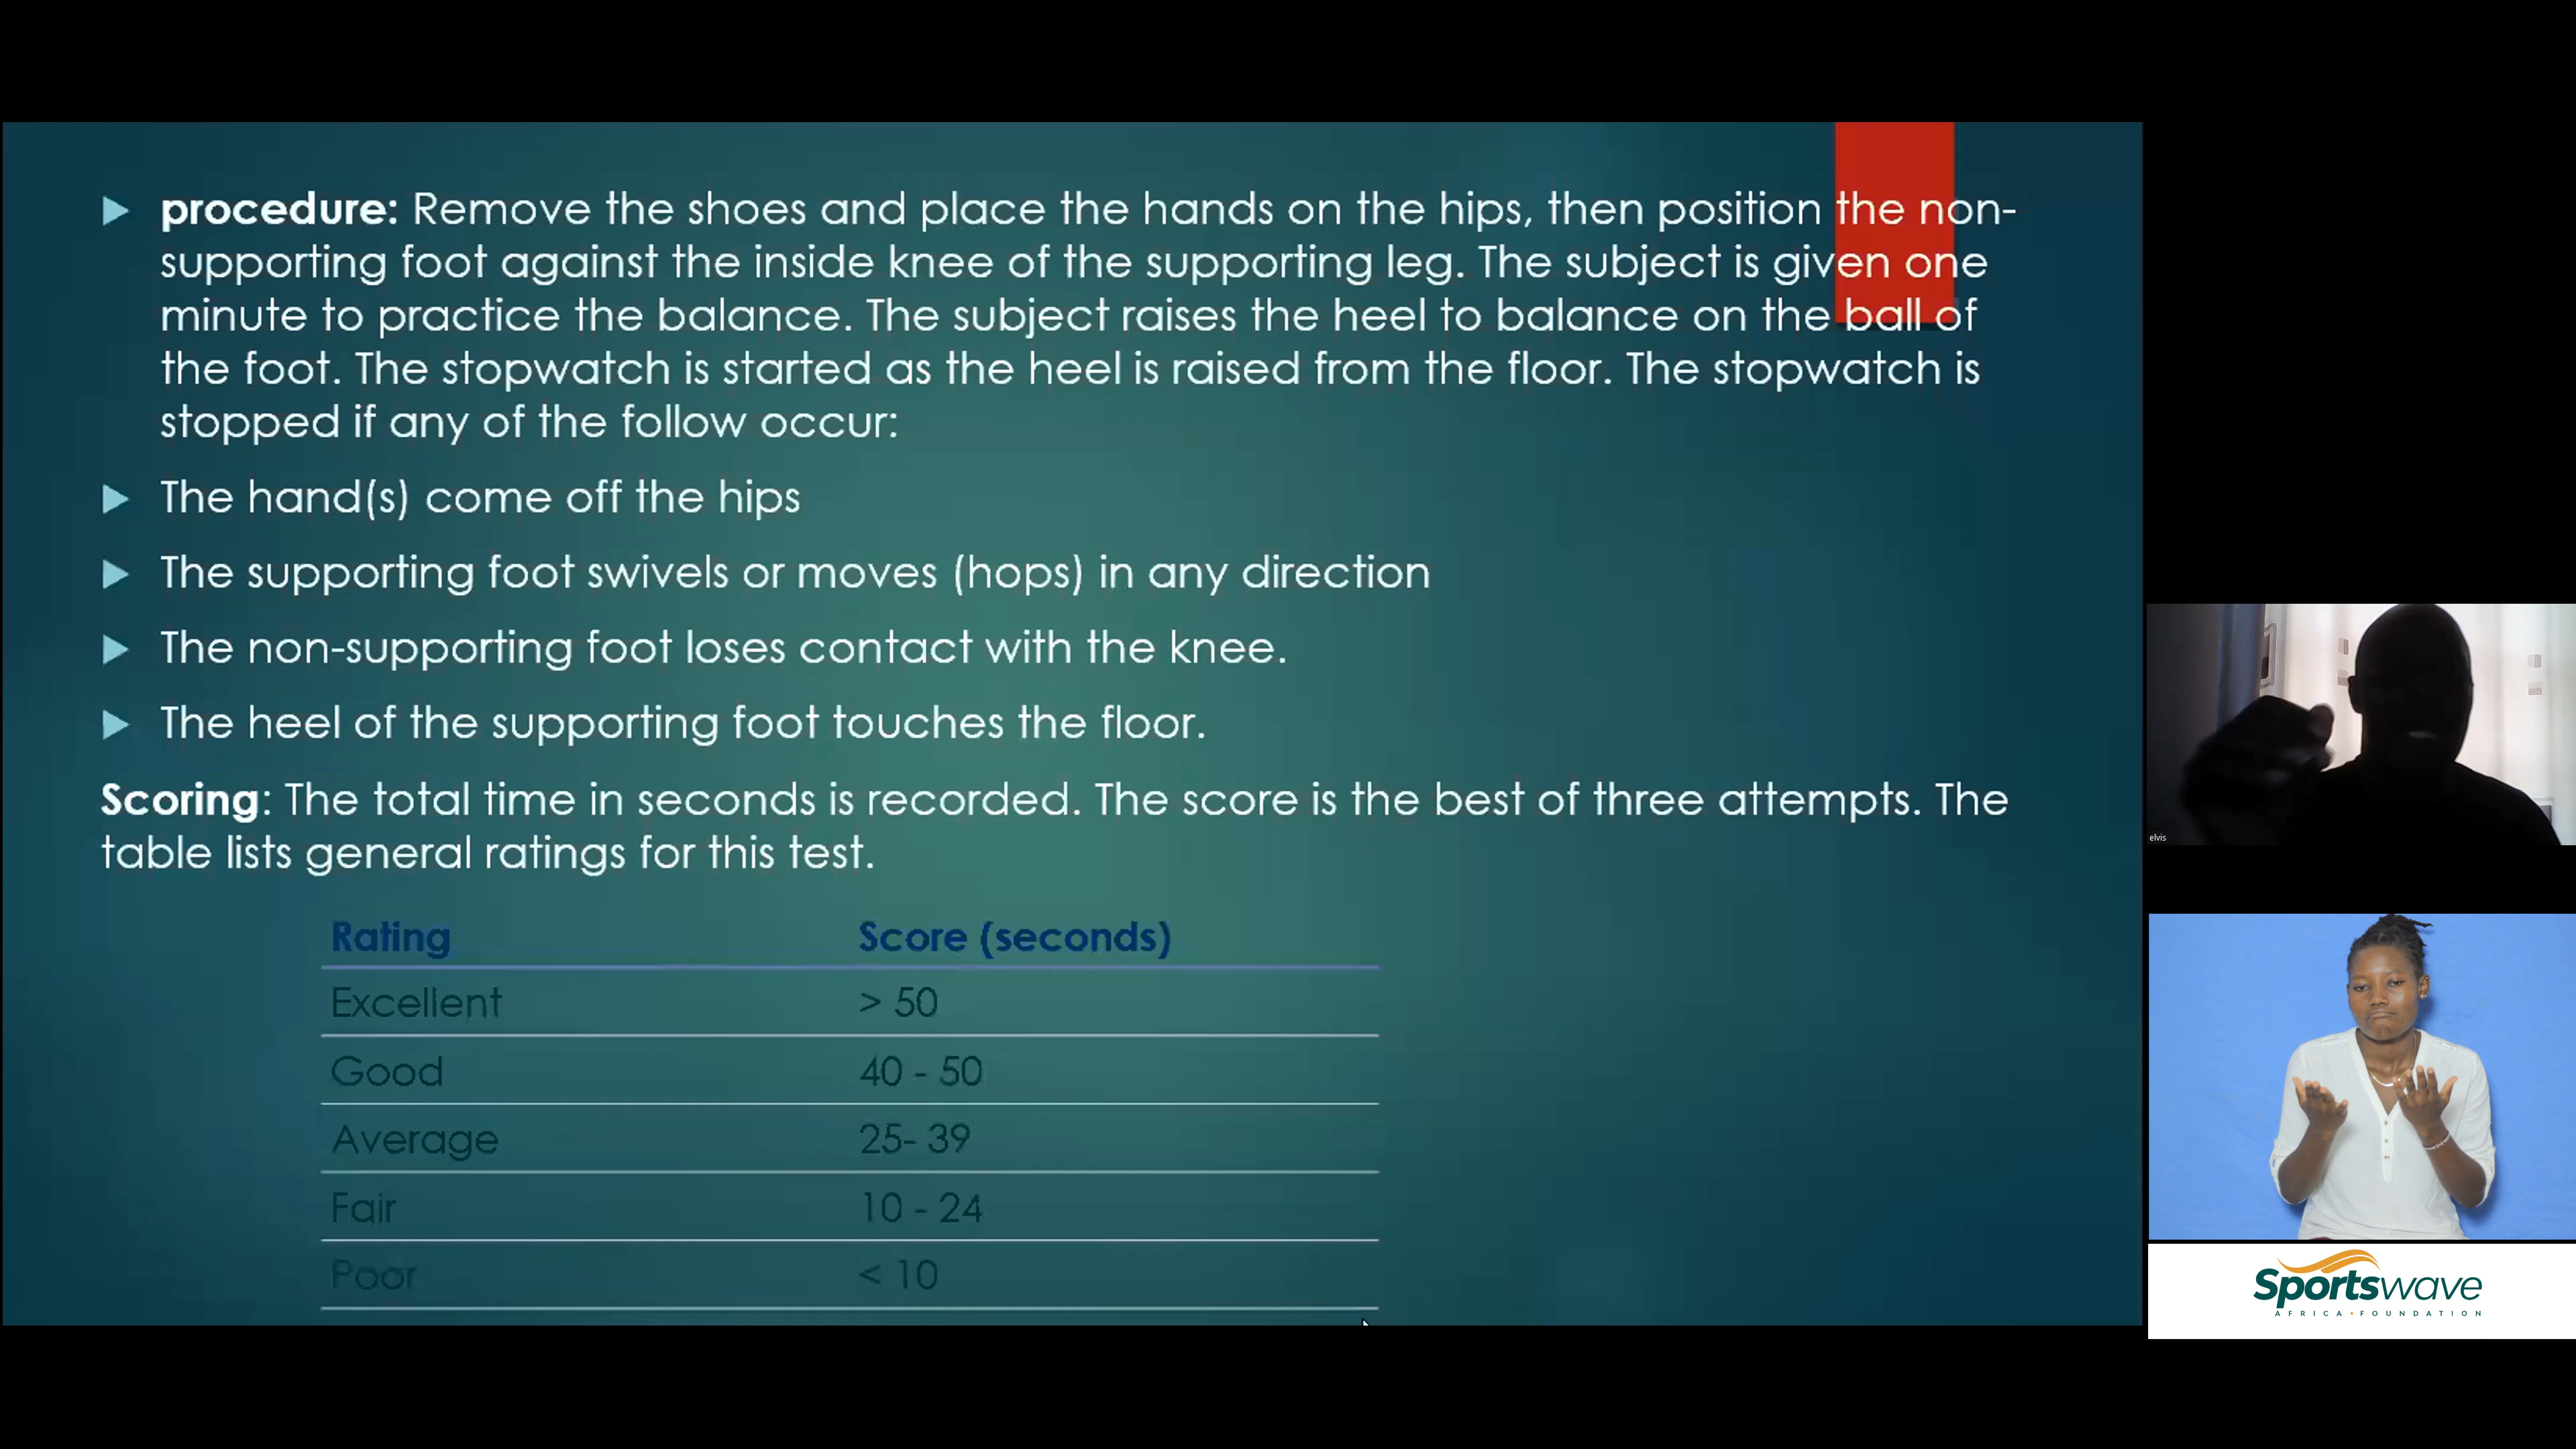 procedure: Remove the shoes and place the hands on the hips, then position the non-
supporting foot against the inside knee of the supporting leg. The subject is given one
minute to practice the balance. The subject raises the heel to balance on the ball of
the foot. The stopwatch is started as the heel is raised from the floor. The stopwatch is
stopped if any of the follow occur:
The hand(s) come off the hips
The supporting foot swivels or moves (hops) in any direction
The non-supporting foot loses contact with the knee.
The heel of the supporting foot touches the floor.
Scoring: The total time in seconds is recorded. The score is the best of three attempts. The
table lists general ratings for this test.
Rating Score (seconds)
Excellent > 50
Good 40 - 50
Average 25- 39
Fair 10 - 24
Poor < 10
elvis
Sportswave
AFRICA • FOUNDATION